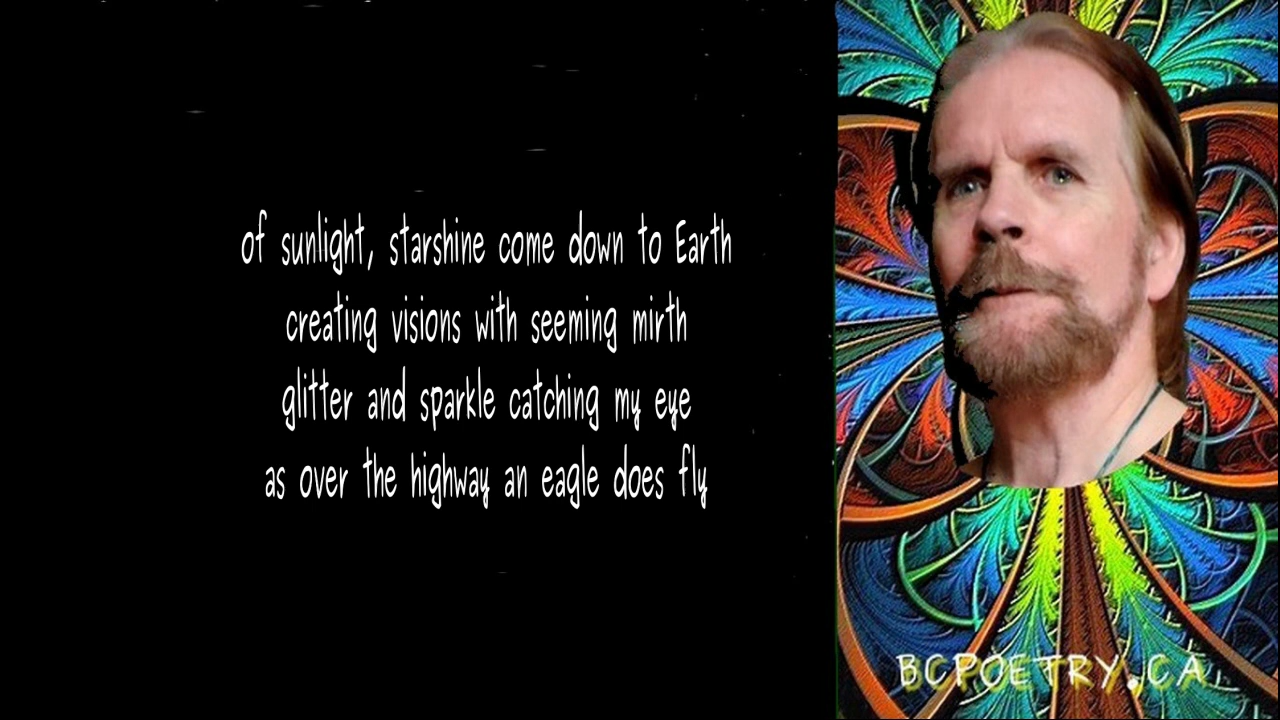 of sunlight, starshine come down to Earth
creating visions with seeming mirth
glitter and sparkle catching my eye
as over the highway an eagle does fly
BCPOETRY.CA